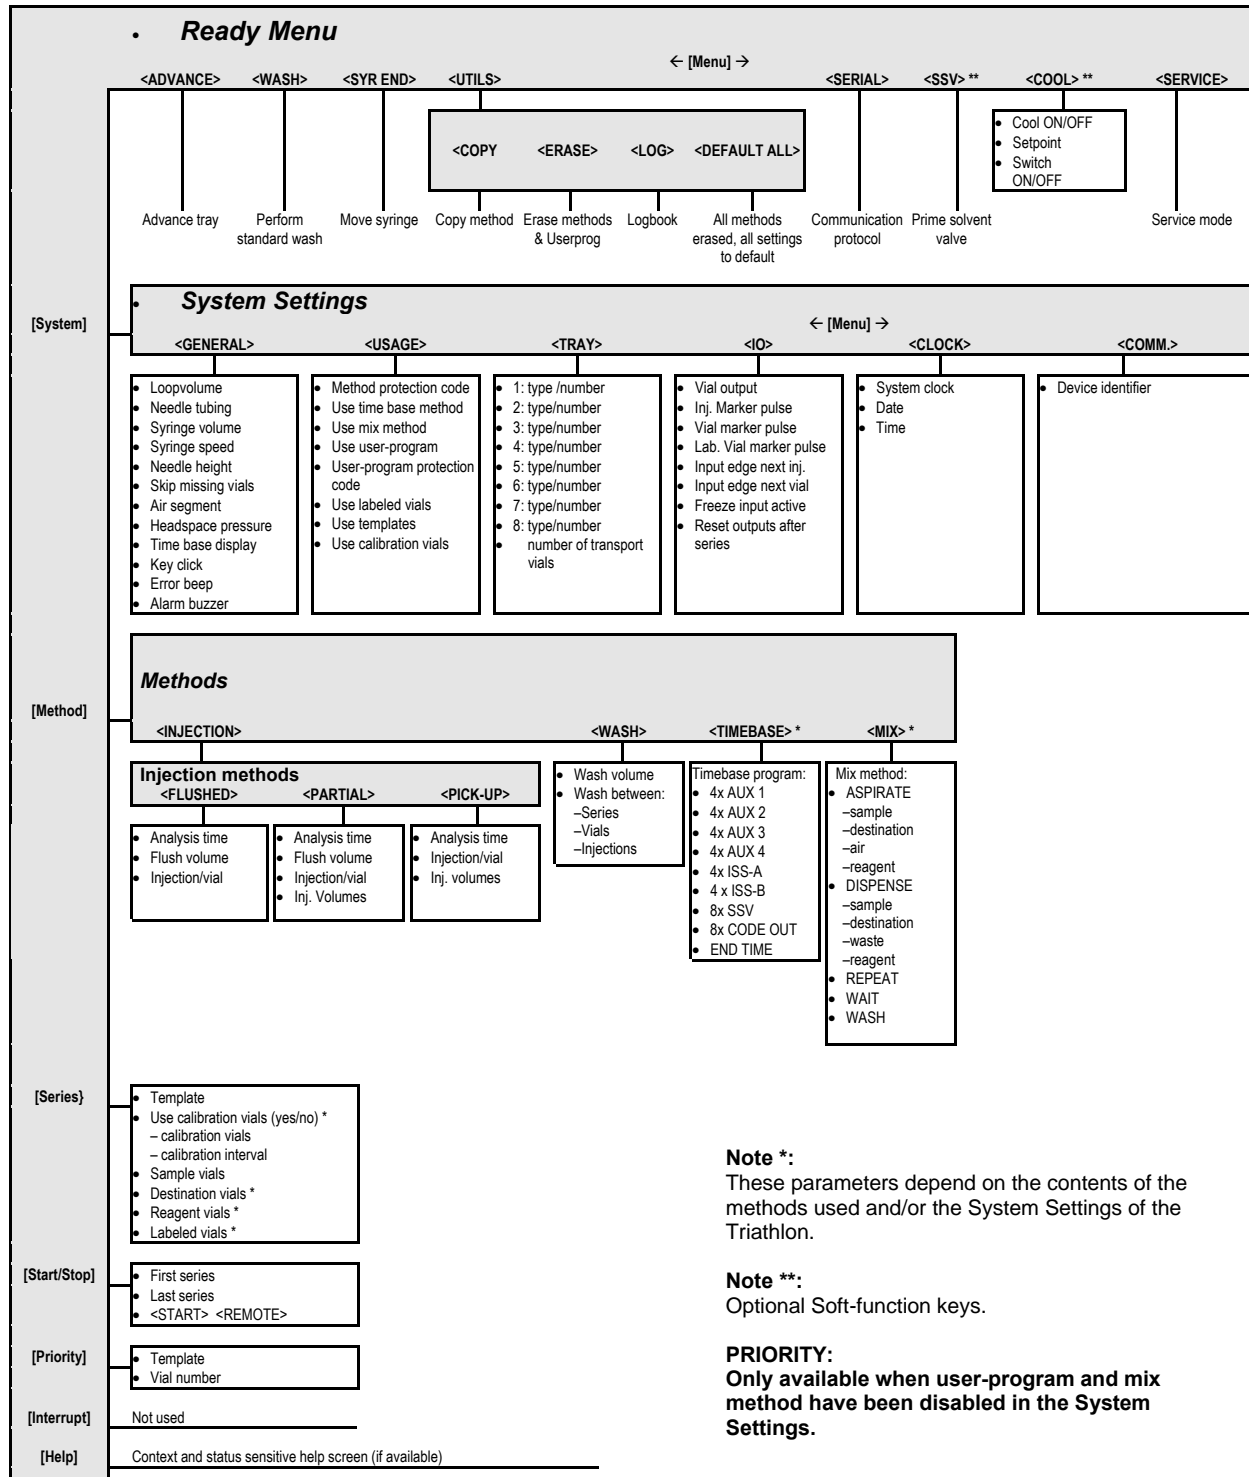 • Ready Menu
← [Menu] →
<ADVANCE> <WASH> <SYR END> <UTILS> <SERIAL> <SSV> ** <COOL> ** <SERVICE>
• Cool ON/OFF
• Setpoint
• Switch
ON/OFF
<COPY <ERASE> <LOG> <DEFAULT ALL>
Advance tray
Perform
standard wash
Move syringe
Copy method
Erase methods
& Userprog
Logbook
All methods
erased, all settings
to default
Communication
protocol
Prime solvent
valve
Service mode
[System]
• System Settings
← [Menu] →
<GENERAL> <USAGE> <TRAY> <IO> <CLOCK> <COMM.>
• Loopvolume
• Needle tubing
• Syringe volume
• Syringe speed
• Needle height
• Skip missing vials
• Air segment
• Headspace pressure
• Time base display
• Key click
• Error beep
• Alarm buzzer
• Method protection code
• Use time base method
• Use mix method
• Use user-program
• User-program protection
code
• Use labeled vials
• Use templates
• Use calibration vials
• 1: type /number
• 2: type/number
• 3: type/number
• 4: type/number
• 5: type/number
• 6: type/number
• 7: type/number
• 8: type/number
• number of transport
vials
• Vial output
• Inj. Marker pulse
• Vial marker pulse
• Lab. Vial marker pulse
• Input edge next inj.
• Input edge next vial
• Freeze input active
• Reset outputs after
series
• System clock
• Date
• Time
• Device identifier
[Method]
Methods
<INJECTION> <WASH> <TIMEBASE> * <MIX> *
Injection methods
<FLUSHED> <PARTIAL> <PICK-UP>
• Analysis time
• Flush volume
• Injection/vial
• Analysis time
• Flush volume
• Injection/vial
• Inj. Volumes
• Analysis time
• Injection/vial
• Inj. volumes
• Wash volume
• Wash between:
–Series
–Vials
–Injections
Timebase program:
• 4x AUX 1
• 4x AUX 2
• 4x AUX 3
• 4x AUX 4
• 4x ISS-A
• 4 x ISS-B
• 8x SSV
• 8x CODE OUT
• END TIME
Mix method:
• ASPIRATE
–sample
–destination
–air
–reagent
• DISPENSE
–sample
–destination
–waste
–reagent
• REPEAT
• WAIT
• WASH
[Series}
• Template
• Use calibration vials (yes/no) *
– calibration vials
– calibration interval
• Sample vials
• Destination vials *
• Reagent vials *
• Labeled vials *
[Start/Stop]
• First series
• Last series
• <START> <REMOTE>
[Priority]
• Template
• Vial number
[Interrupt]
Not used
[Help]
Context and status sensitive help screen (if available)
Note *:
These parameters depend on the contents of the
methods used and/or the System Settings of the
Triathlon.
Note **:
Optional Soft-function keys.
PRIORITY:
Only available when user-program and mix
method have been disabled in the System
Settings.